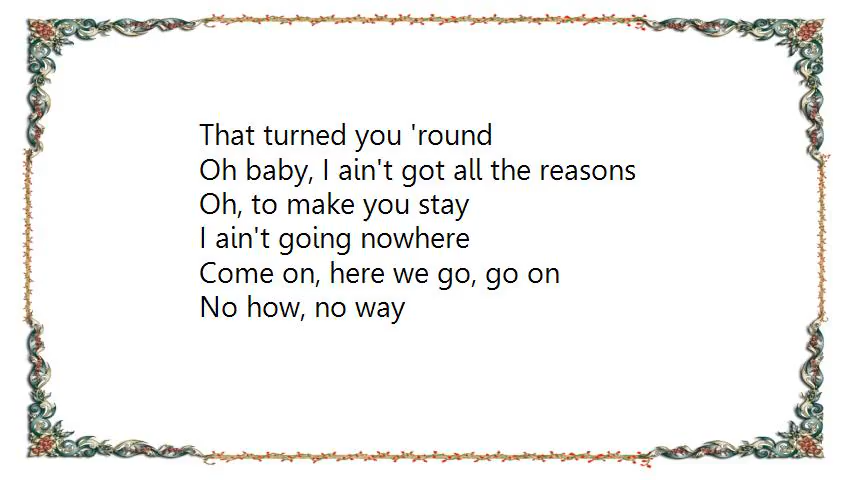 That turned you 'round
Oh baby, I ain't got all the reasons
Oh, to make you stay
I ain't going nowhere
Come on, here we go, go on
No how, no way